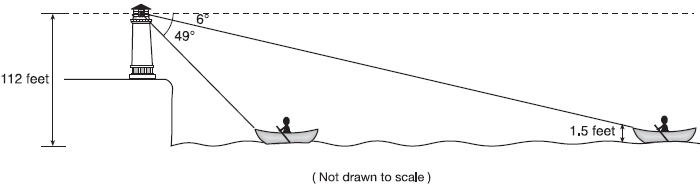 6°
49°
112 feet
1.5 feet
( Not drawn to scale )